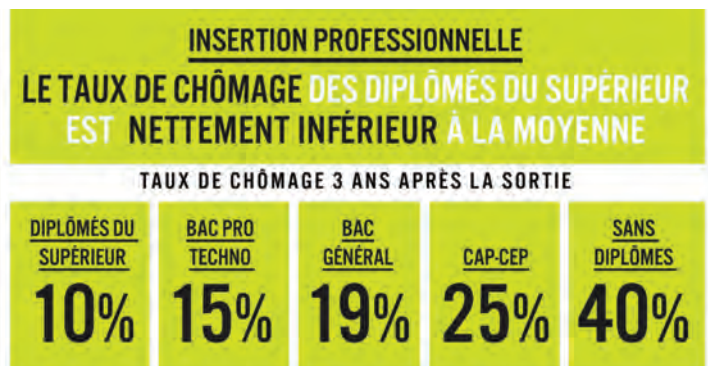 INSERTION PROFESSIONNELLE
LE TAUX DE CHÔMAGE DES DIPLÔMÉS DU SUPÉRIEUR
EST NETTEMENT INFÉRIEUR À LA MOYENNE
TAUX DE CHÔMAGE 3 ANS APRÈS LA SORTIE
DIPLÔMÉS DU
SUPÉRIEUR
10%
BAC PRO
TECHNO
15%
BAC
GÉNÉRAL
19%
CAP-CEP
25%
SANS
DIPLÔMES
40%